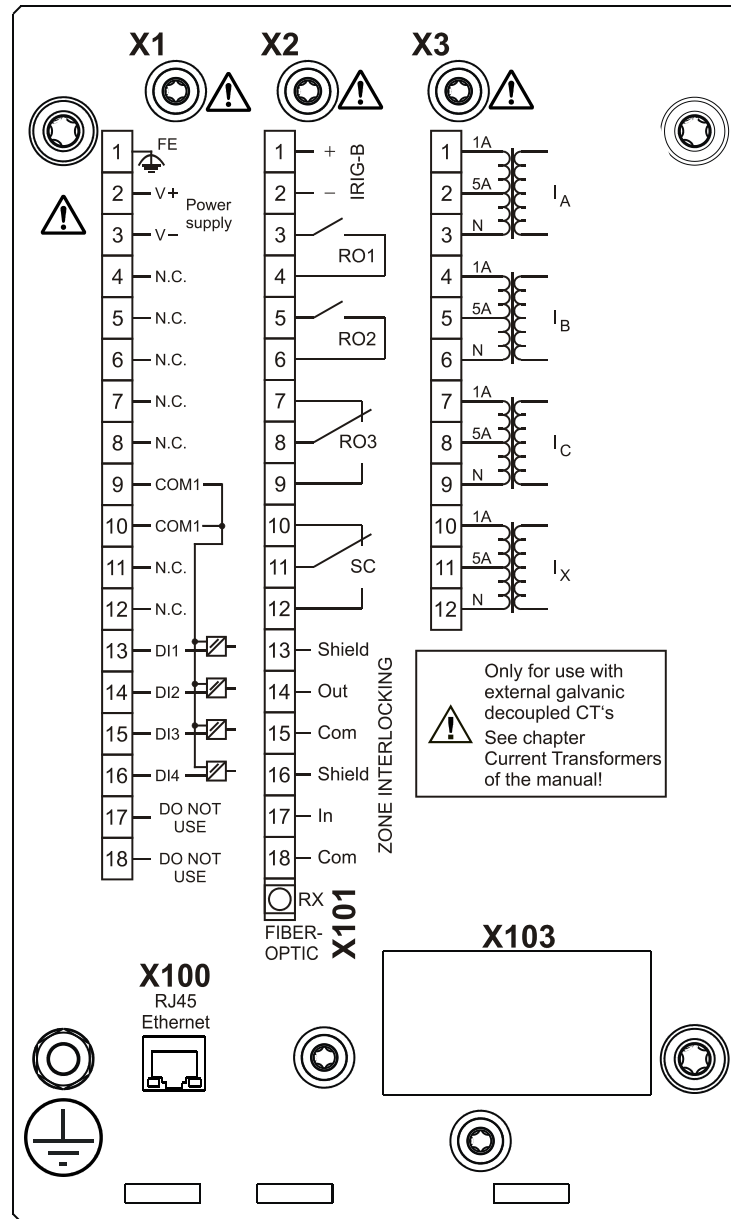 X1
X2
X3
1 FE
2 V+
Power
supply
3 V−
4 N.C.
5 N.C.
6 N.C.
7 N.C.
8 N.C.
9 COM1
10 COM1
11 N.C.
12 N.C.
13 DI1
14 DI2
15 DI3
16 DI4
17 DO NOT
USE
18 DO NOT
USE
1 +
2 −
IRIG-B
3
RO1
4
5
RO2
6
7
8 RO3
9
10
11 SC
12
13 Shield
14 Out
15 Com
16 Shield
17 In
18 Com
ZONE INTERLOCKING
RX
FIBER-
OPTIC
X101
1 1A
2 5A IA
3 N
4 1A
5 5A IB
6 N
7 1A
8 5A IC
9 N
10 1A
11 5A IX
12 N
Only for use with
external galvanic
decoupled CT‘s
See chapter
Current Transformers
of the manual!
X100
RJ45
Ethernet
X103